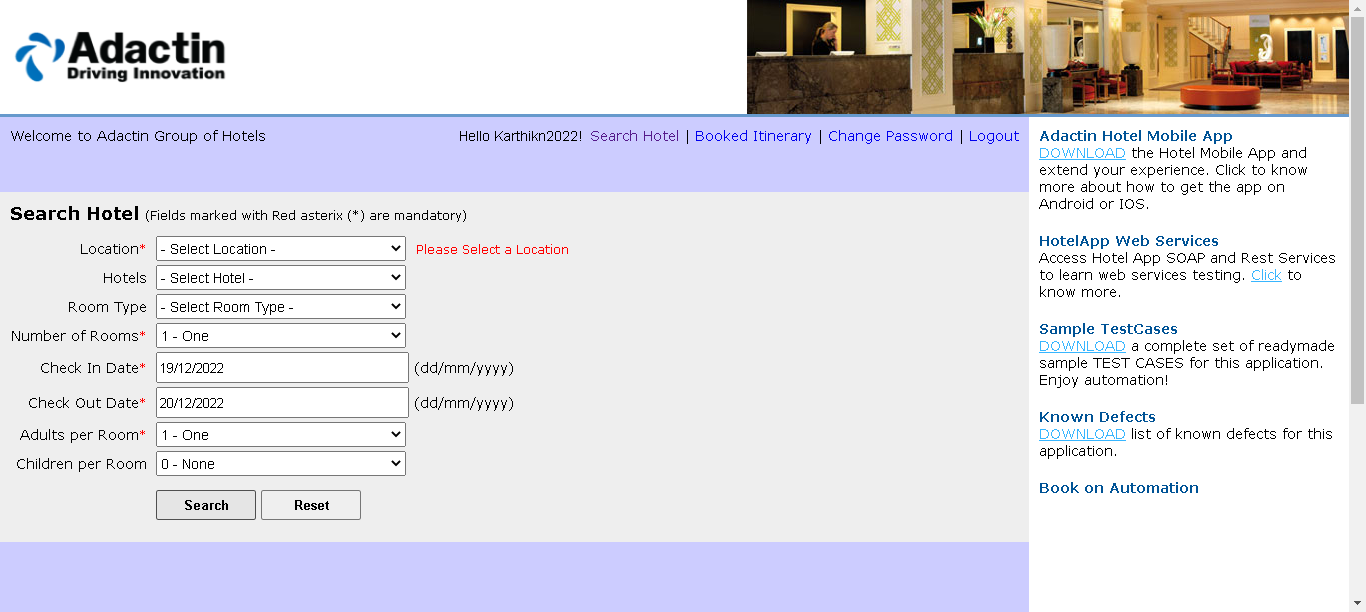 Adactin
Driving Innovation
Welcome to Adactin Group of Hotels
Hello Karthikn2022! Search Hotel | Booked Itinerary | Change Password | Logout
Search Hotel (Fields marked with Red asterix (*) are mandatory)
Location* - Select Location - Please Select a Location
Hotels - Select Hotel -
Room Type - Select Room Type -
Number of Rooms* 1 - One
Check In Date* 19/12/2022 (dd/mm/yyyy)
Check Out Date* 20/12/2022 (dd/mm/yyyy)
Adults per Room* 1 - One
Children per Room 0 - None
Search Reset
Adactin Hotel Mobile App
DOWNLOAD the Hotel Mobile App and
extend your experience. Click to know
more about how to get the app on
Android or IOS.
HotelApp Web Services
Access Hotel App SOAP and Rest Services
to learn web services testing. Click to
know more.
Sample TestCases
DOWNLOAD a complete set of readymade
sample TEST CASES for this application.
Enjoy automation!
Known Defects
DOWNLOAD list of known defects for this
application.
Book on Automation